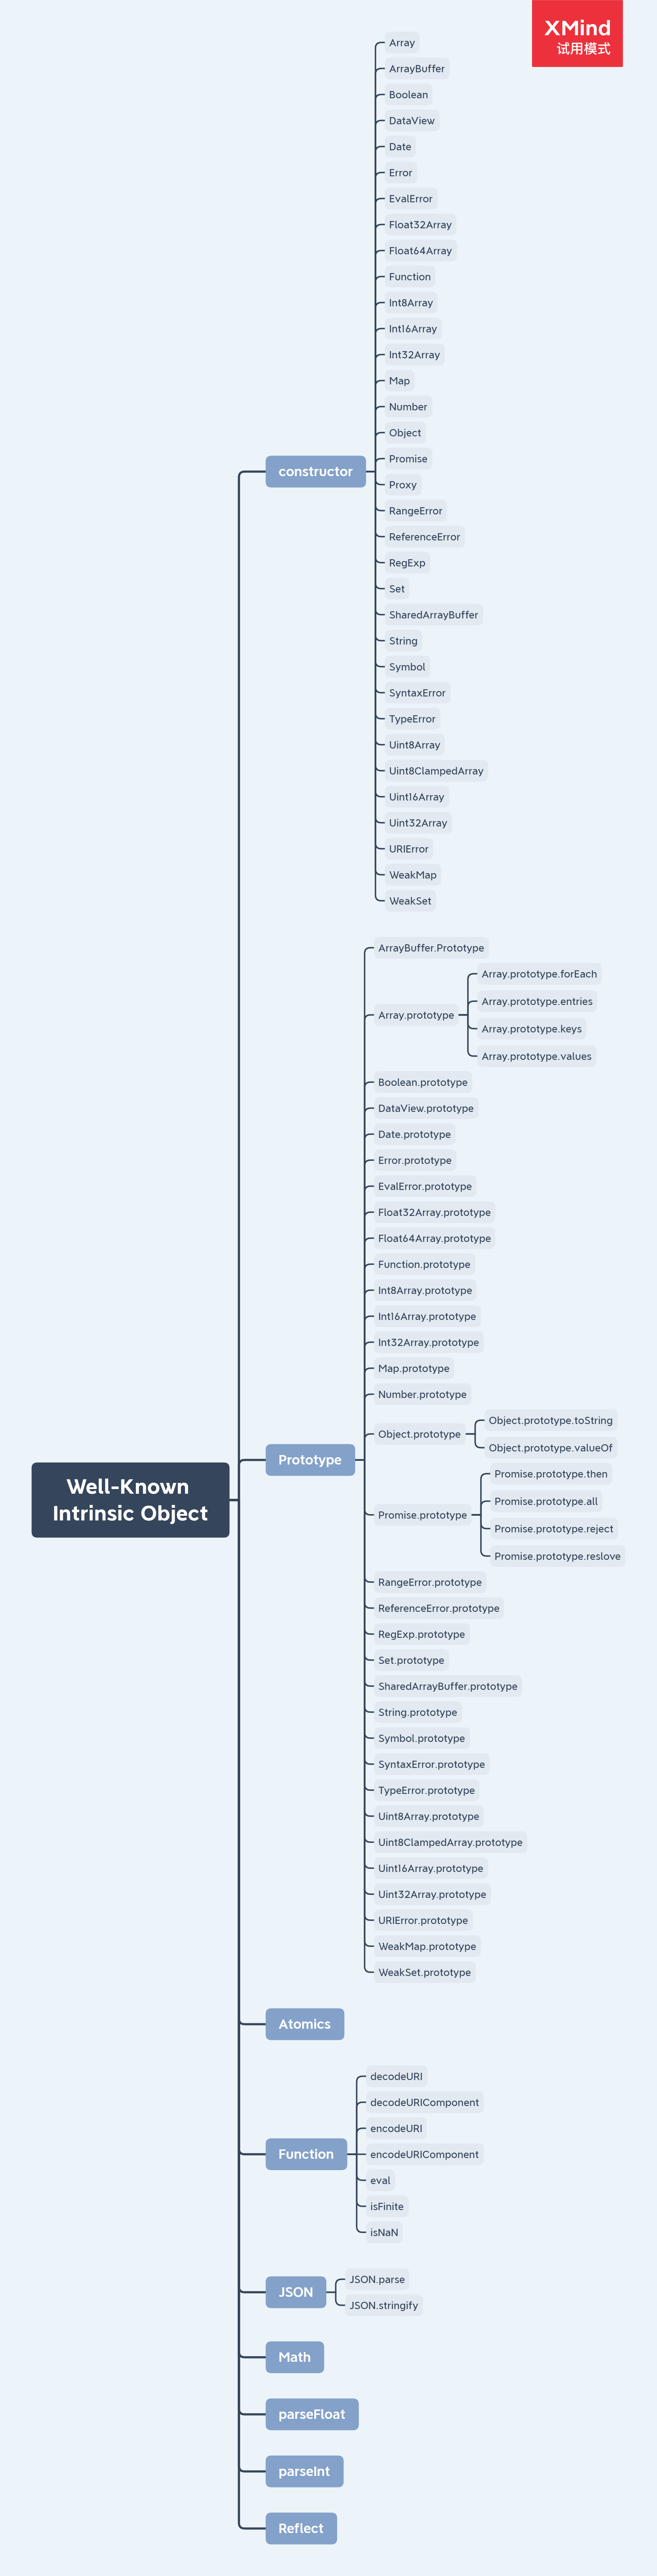 XMind
试用模式
Array
ArrayBuffer
Boolean
DataView
Date
Error
EvalError
Float32Array
Float64Array
Function
Int8Array
Int16Array
Int32Array
Map
Number
Object
constructor
Promise
Proxy
RangeError
ReferenceError
RegExp
Set
SharedArrayBuffer
String
Symbol
SyntaxError
TypeError
Uint8Array
Uint8ClampedArray
Uint16Array
Uint32Array
URIError
WeakMap
WeakSet
ArrayBuffer.Prototype
Array.prototype
Array.prototype.forEach
Array.prototype.entries
Array.prototype.keys
Array.prototype.values
Boolean.prototype
DataView.prototype
Date.prototype
Error.prototype
EvalError.prototype
Float32Array.prototype
Float64Array.prototype
Function.prototype
Int8Array.prototype
Int16Array.prototype
Int32Array.prototype
Map.prototype
Number.prototype
Object.prototype
Object.prototype.toString
Object.prototype.valueOf
Prototype
Well-Known
Intrinsic Object
Promise.prototype
Promise.prototype.then
Promise.prototype.all
Promise.prototype.reject
Promise.prototype.reslove
RangeError.prototype
ReferenceError.prototype
RegExp.prototype
Set.prototype
SharedArrayBuffer.prototype
String.prototype
Symbol.prototype
SyntaxError.prototype
TypeError.prototype
Uint8Array.prototype
Uint8ClampedArray.prototype
Uint16Array.prototype
Uint32Array.prototype
URIError.prototype
WeakMap.prototype
WeakSet.prototype
Atomics
Function
decodeURI
decodeURIComponent
encodeURI
encodeURIComponent
eval
isFinite
isNaN
JSON
JSON.parse
JSON.stringify
Math
parseFloat
parseInt
Reflect